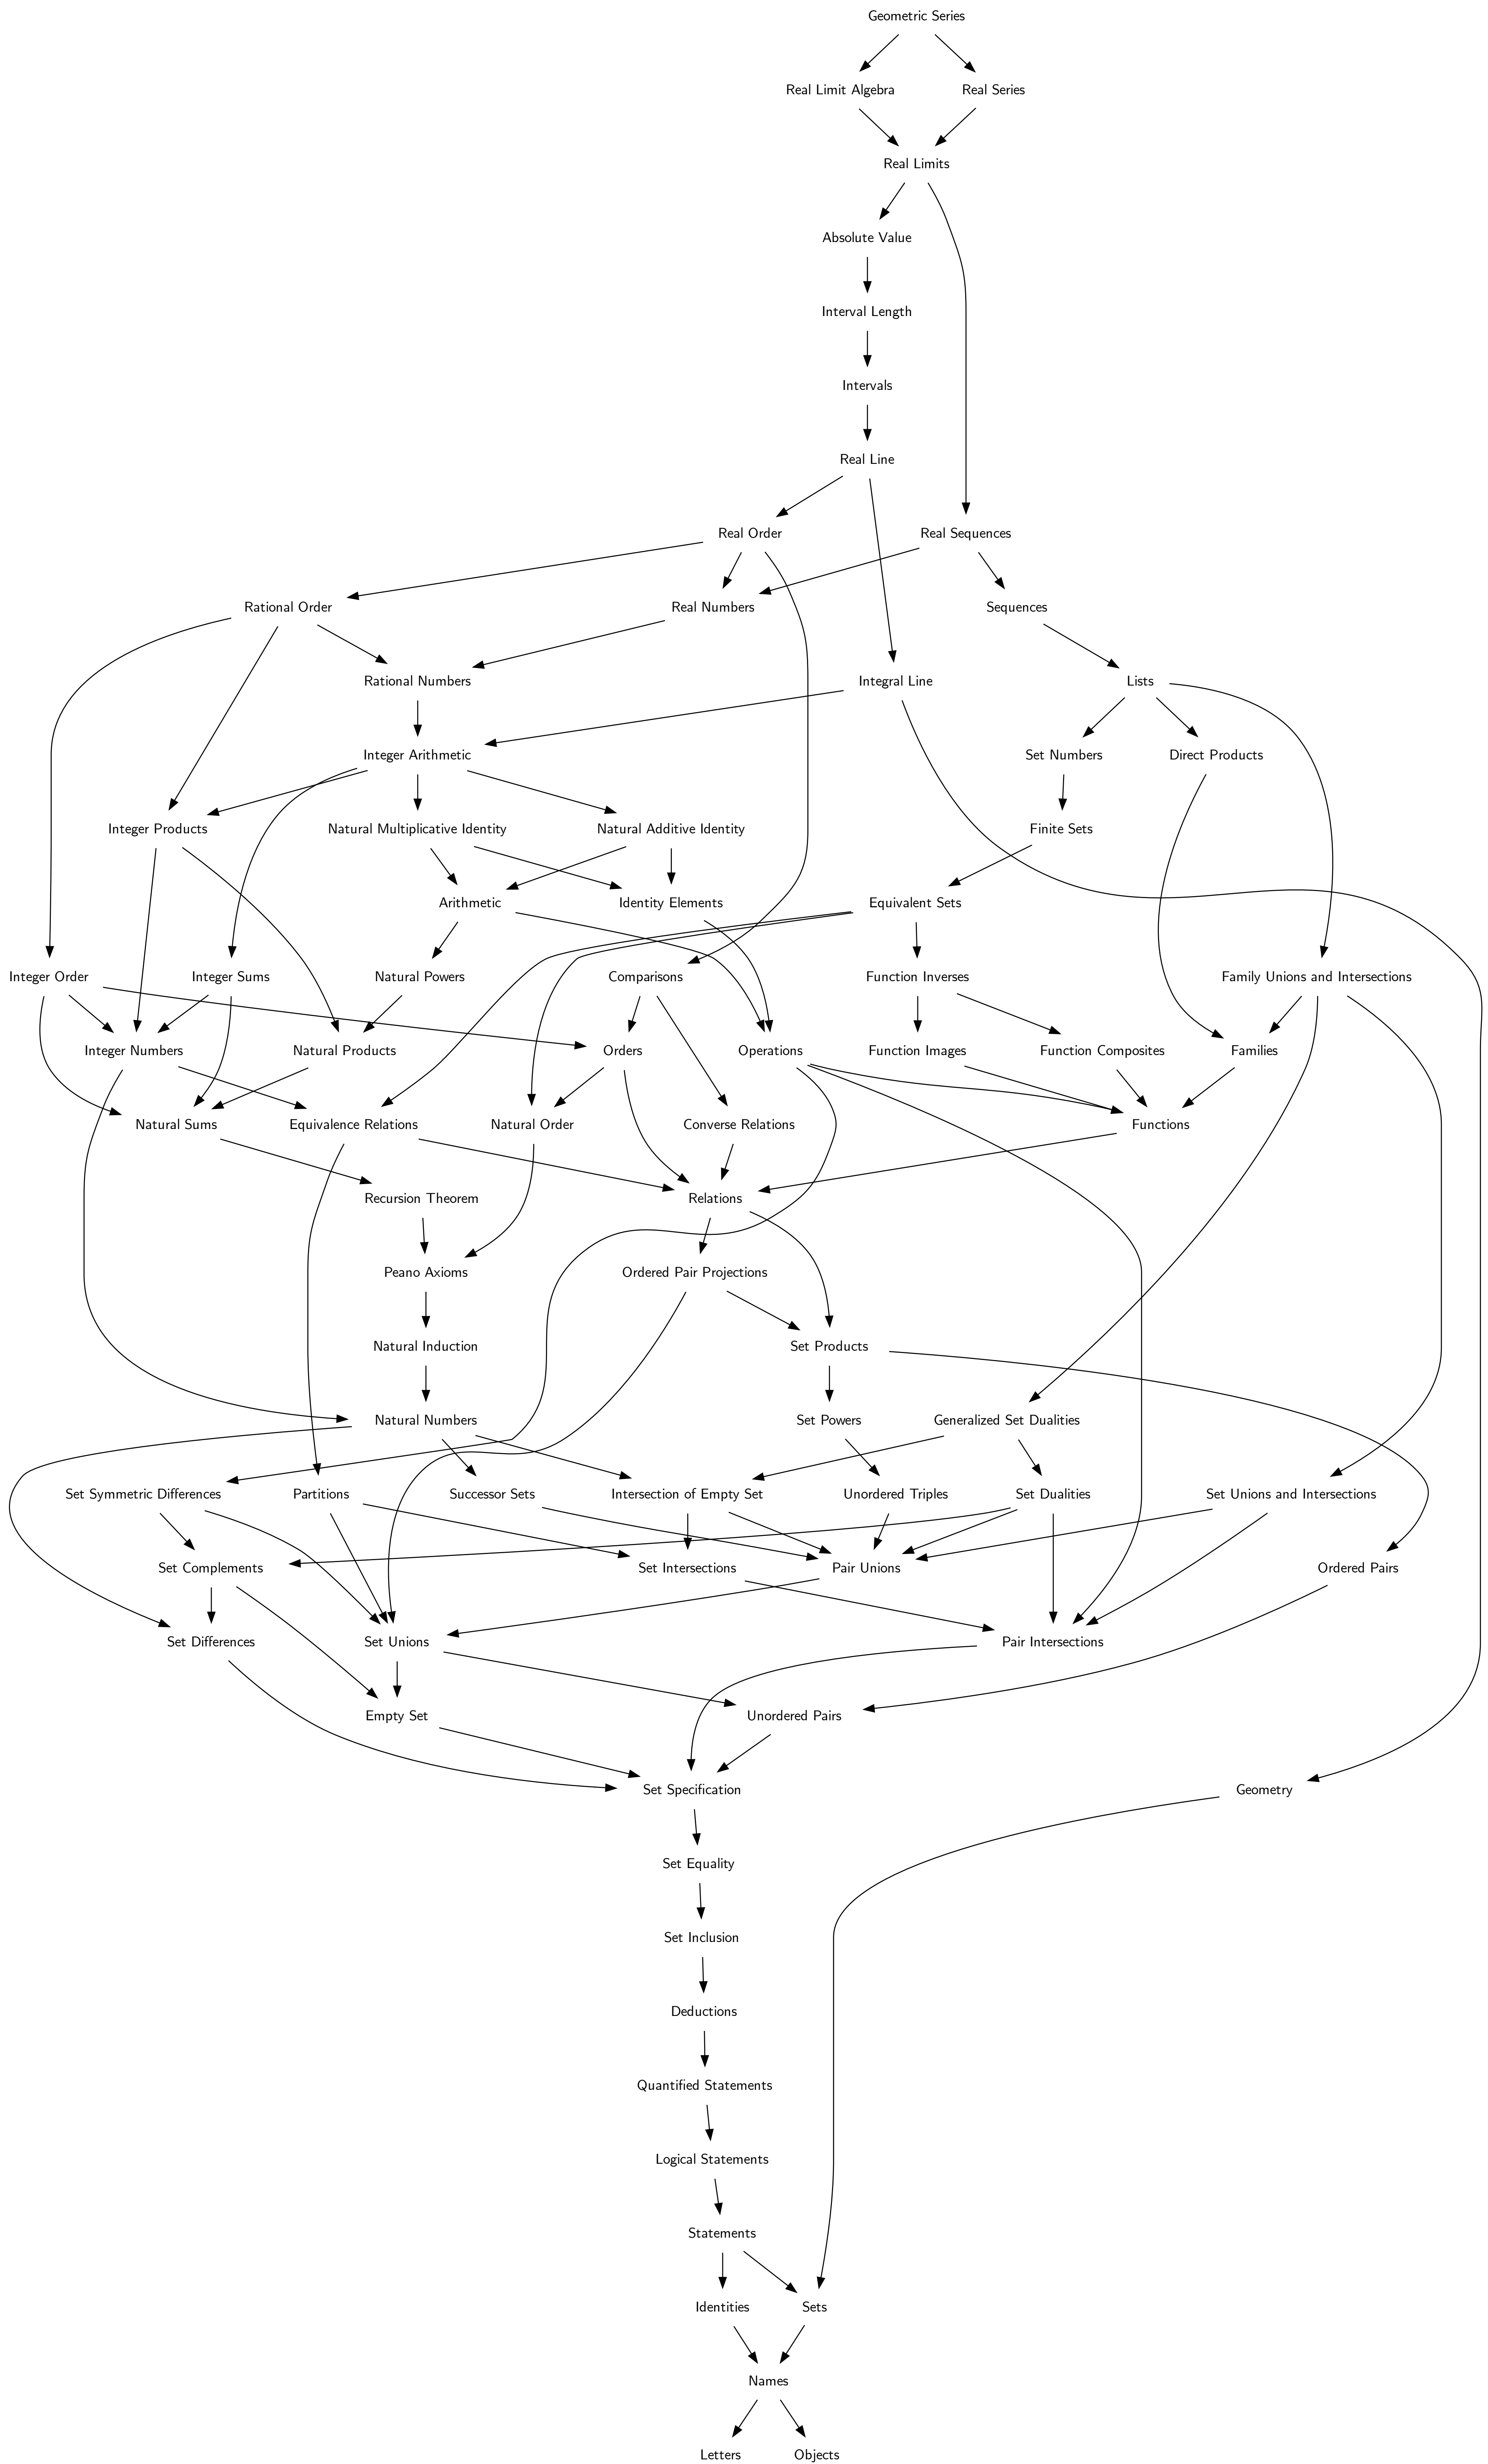 Geometric Series
Real Limit Algebra
Real Series
Real Limits
Absolute Value
Interval Length
Intervals
Real Line
Real Order
Real Sequences
Rational Order
Real Numbers
Sequences
Rational Numbers
Integral Line
Lists
Integer Arithmetic
Set Numbers
Direct Products
Integer Products
Natural Multiplicative Identity
Natural Additive Identity
Finite Sets
Arithmetic
Identity Elements
Equivalent Sets
Integer Order
Integer Sums
Natural Powers
Comparisons
Function Inverses
Family Unions and Intersections
Integer Numbers
Natural Products
Orders
Operations
Function Images
Function Composites
Families
Natural Sums
Equivalence Relations
Natural Order
Converse Relations
Functions
Recursion Theorem
Relations
Peano Axioms
Ordered Pair Projections
Natural Induction
Set Products
Natural Numbers
Set Powers
Generalized Set Dualities
Set Symmetric Differences
Partitions
Successor Sets
Intersection of Empty Set
Unordered Triples
Set Dualities
Set Unions and Intersections
Set Complements
Set Intersections
Pair Unions
Ordered Pairs
Set Differences
Set Unions
Pair Intersections
Empty Set
Unordered Pairs
Set Specification
Geometry
Set Equality
Set Inclusion
Deductions
Quantified Statements
Logical Statements
Statements
Identities
Sets
Names
Letters
Objects